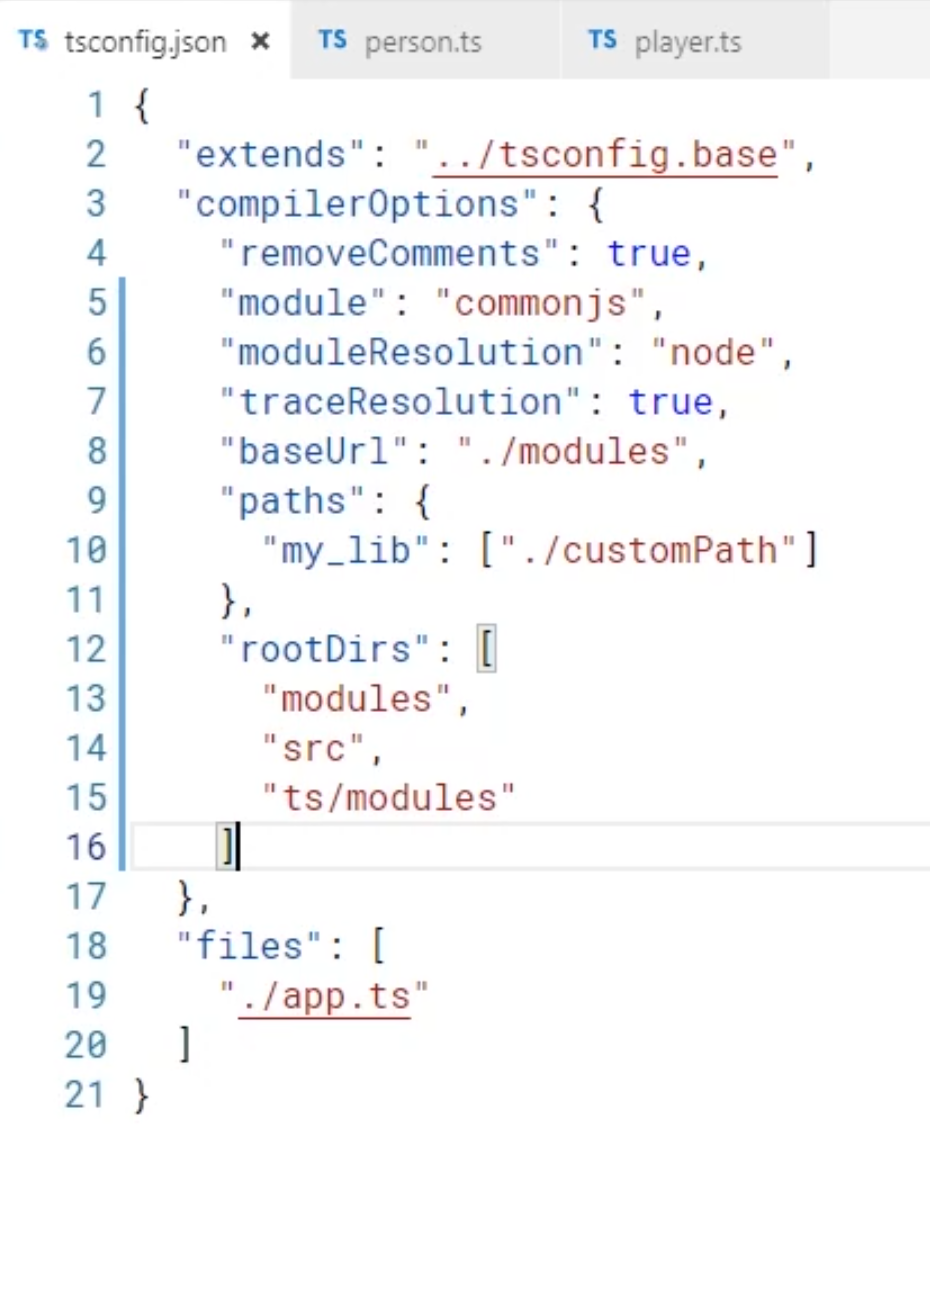 TS tsconfig.json × TS person.ts TS player.ts
1 {
2   "extends": "../tsconfig.base",
3   "compilerOptions": {
4     "removeComments": true,
5     "module": "commonjs",
6     "moduleResolution": "node",
7     "traceResolution": true,
8     "baseUrl": "./modules",
9     "paths": {
10       "my_lib": ["./customPath"]
11     },
12     "rootDirs": [
13       "modules",
14       "src",
15       "ts/modules"
16     ]
17   },
18   "files": [
19     "./app.ts"
20   ]
21 }